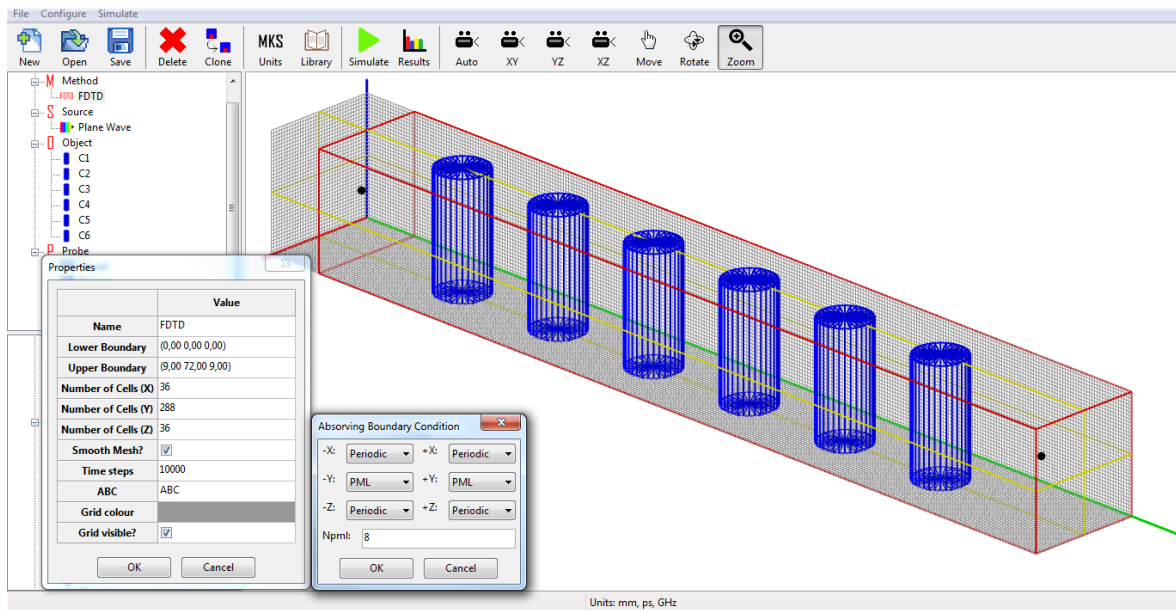 File Configure Simulate
New Open Save Delete Clone MKS Units Library Simulate Results Auto XY YZ XZ Move Rotate Zoom
M Method
FDTD FDTD
S Source
Plane Wave
Object
C1
C2
C3
C4
C5
C6
P Probe
Properties
Value
Name FDTD
Lower Boundary (0,00 0,00 0,00)
Upper Boundary (9,00 72,00 9,00)
Number of Cells (X) 36
Number of Cells (Y) 288
Number of Cells (Z) 36
Smooth Mesh?
Time steps 10000
ABC ABC
Grid colour
Grid visible?
OK Cancel
Absorving Boundary Condition
-X: Periodic +X: Periodic
-Y: PML +Y: PML
-Z: Periodic +Z: Periodic
Npml: 8
OK Cancel
Units: mm, ps, GHz